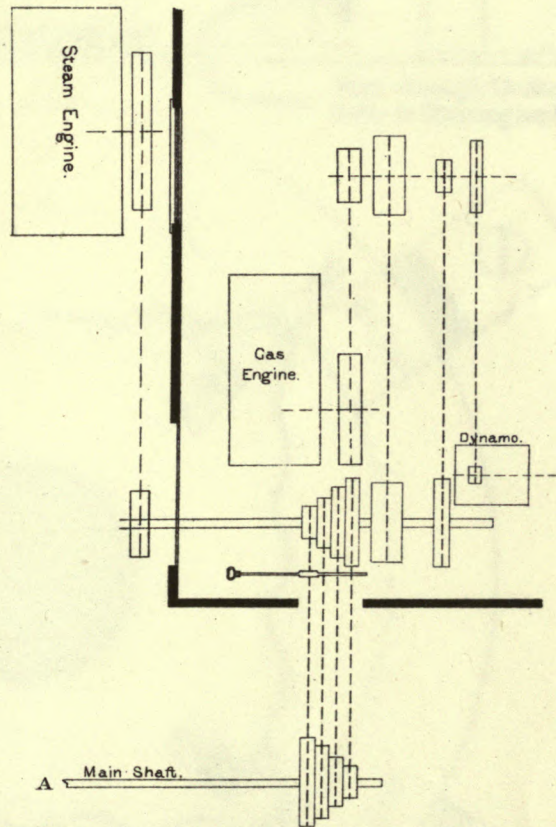 Steam Engine.
Gas
Engine.
Dynamo.
A
Main Shaft.